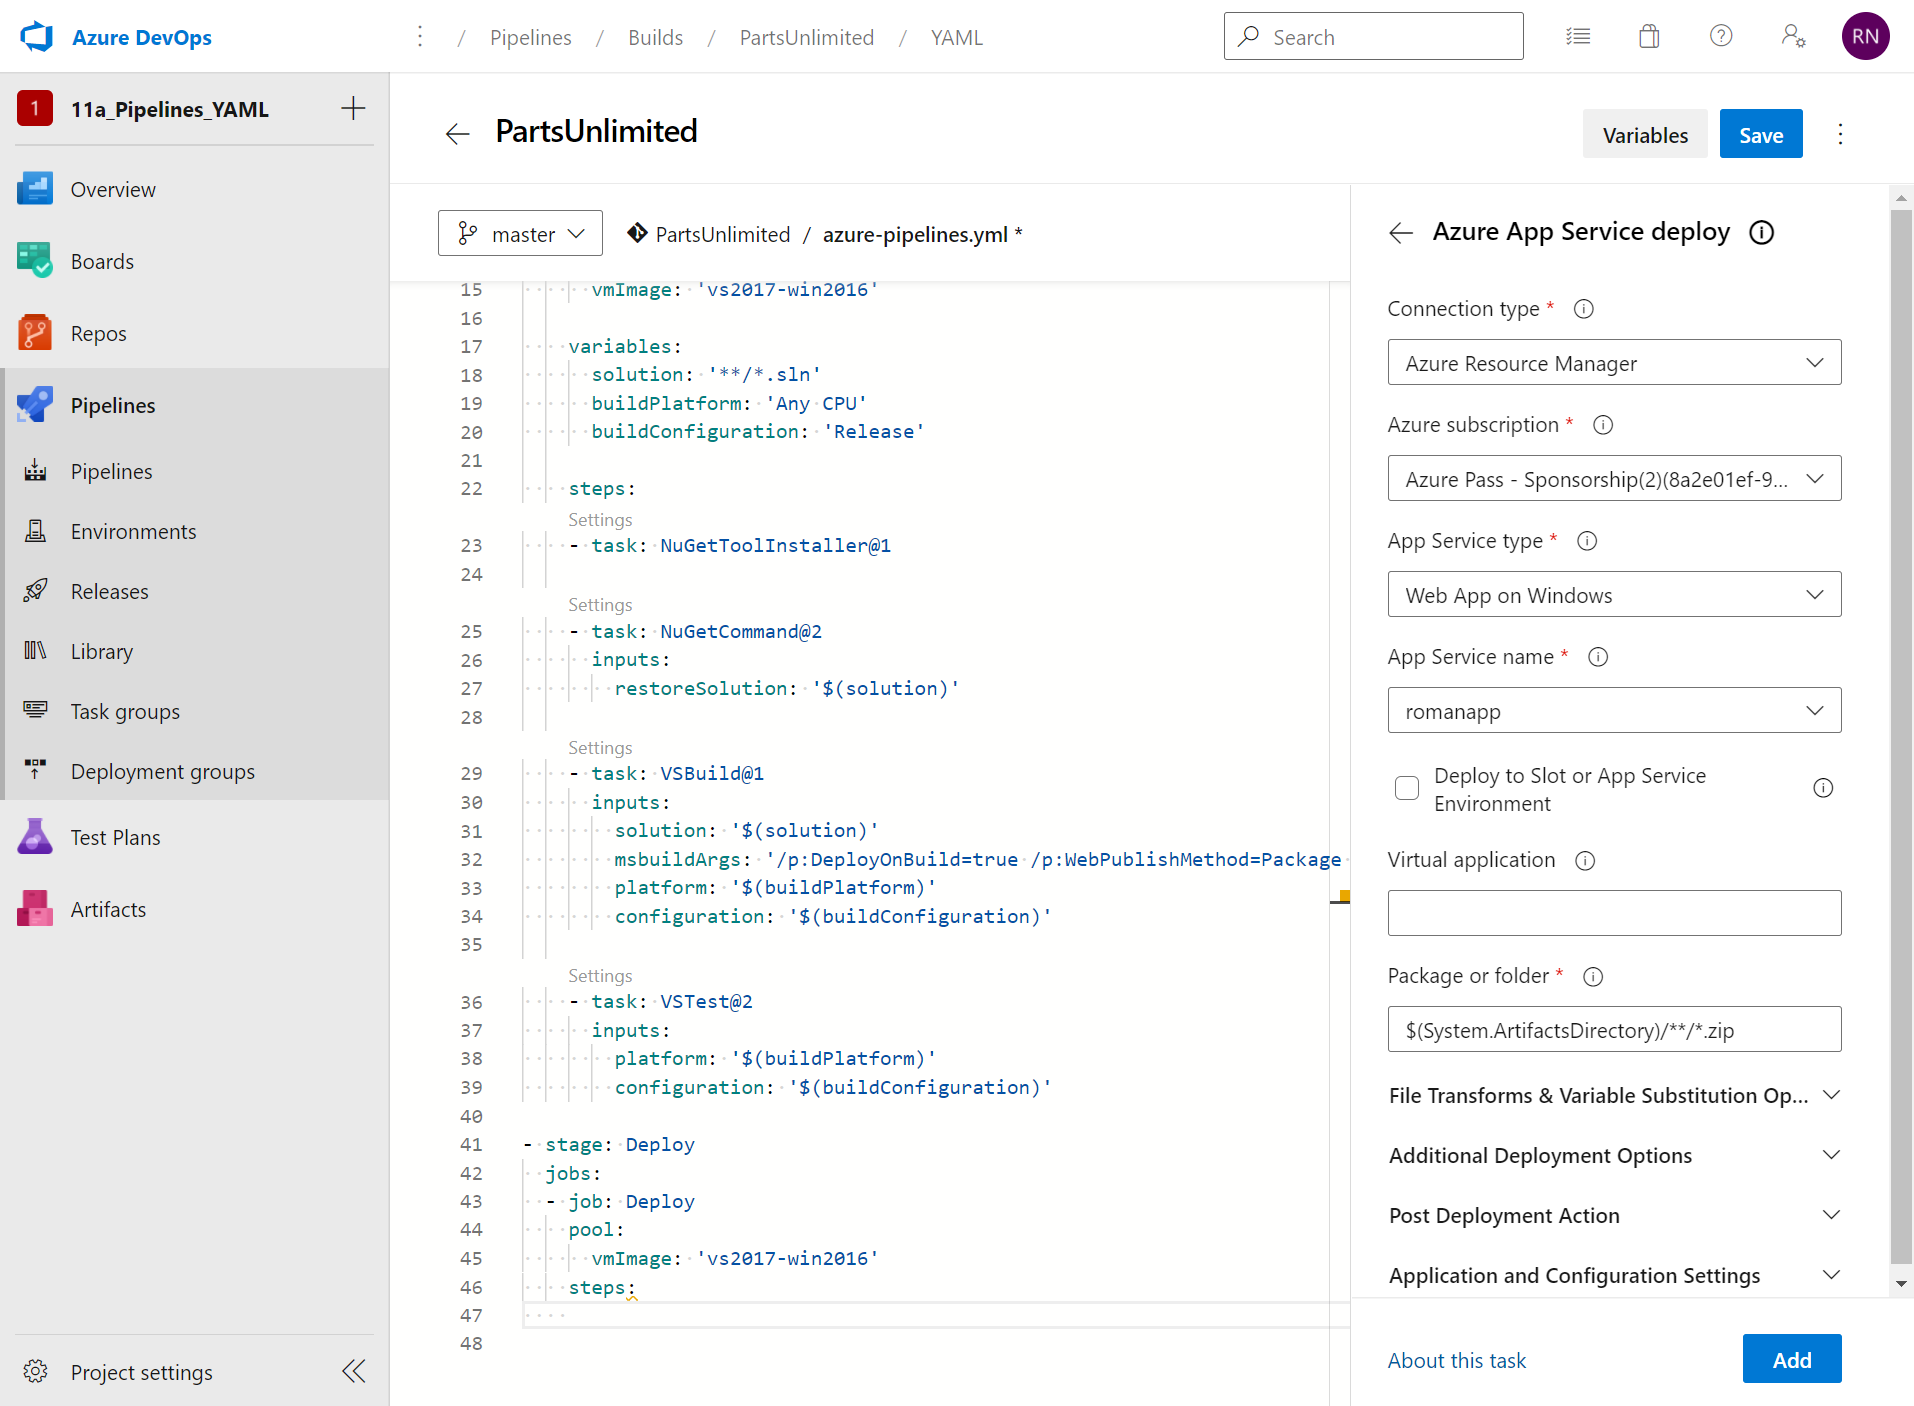 Azure DevOps
/ Pipelines / Builds / PartsUnlimited / YAML
Search
RN
1 11a_Pipelines_YAML
Overview
Boards
Repos
Pipelines
Pipelines
Environments
Releases
Library
Task groups
Deployment groups
Test Plans
Artifacts
Project settings
PartsUnlimited
Variables
Save
master
PartsUnlimited / azure-pipelines.yml *
15 vmImage: 'vs2017-win2016'
16
17 variables:
18 solution: '**/*.sln'
19 buildPlatform: 'Any CPU'
20 buildConfiguration: 'Release'
21
22 steps:
Settings
23 - task: NuGetToolInstaller@1
24
Settings
25 - task: NuGetCommand@2
26 inputs:
27 restoreSolution: '$(solution)'
28
Settings
29 - task: VSBuild@1
30 inputs:
31 solution: '$(solution)'
32 msbuildArgs: '/p:DeployOnBuild=true /p:WebPublishMethod=Package
33 platform: '$(buildPlatform)'
34 configuration: '$(buildConfiguration)'
35
Settings
36 - task: VSTest@2
37 inputs:
38 platform: '$(buildPlatform)'
39 configuration: '$(buildConfiguration)'
40
41 - stage: Deploy
42 jobs:
43 - job: Deploy
44 pool:
45 vmImage: 'vs2017-win2016'
46 steps:
47
48
Azure App Service deploy
Connection type *
Azure Resource Manager
Azure subscription *
Azure Pass - Sponsorship(2)(8a2e01ef-9...
App Service type *
Web App on Windows
App Service name *
romanapp
Deploy to Slot or App Service
Environment
Virtual application
Package or folder *
$(System.ArtifactsDirectory)/**/*.zip
File Transforms & Variable Substitution Op...
Additional Deployment Options
Post Deployment Action
Application and Configuration Settings
About this task
Add